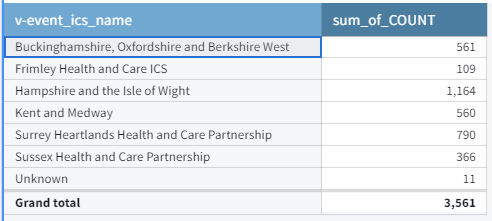 v-event_ics_name sum_of_COUNT
Buckinghamshire, Oxfordshire and Berkshire West 561
Frimley Health and Care ICS 109
Hampshire and the Isle of Wight 1,164
Kent and Medway 560
Surrey Heartlands Health and Care Partnership 790
Sussex Health and Care Partnership 366
Unknown 11
Grand total 3,561